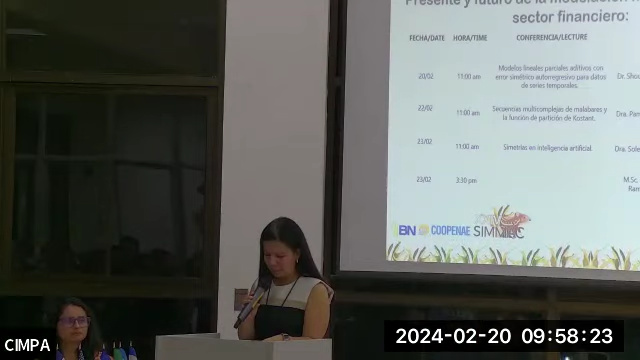 Presente y futuro de la modelación
sector financiero:
FECHA/DATE HORA/TIME CONFERENCIA/LECTURE
Modelos lineales parciales aditivos con
20/02 11:00 am error simétrico autorregresivo para datos Dr.
de series temporales.
22/02 11:00 am Secuencias multicomplejas de malabares y Dra.
la función de partición de Kostant.
23/02 11:00 am Simetrías en inteligencia artificial Dra. Sole
23/02 3:30 pm M.Sc.
Ram
BN COOPENAE SIMMAC
CIMPA
2024-02-20 09:58:23